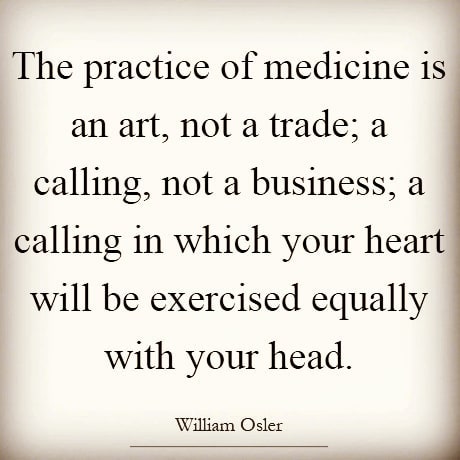 The practice of medicine is
an art, not a trade; a
calling, not a business; a
calling in which your heart
will be exercised equally
with your head.
William Osler